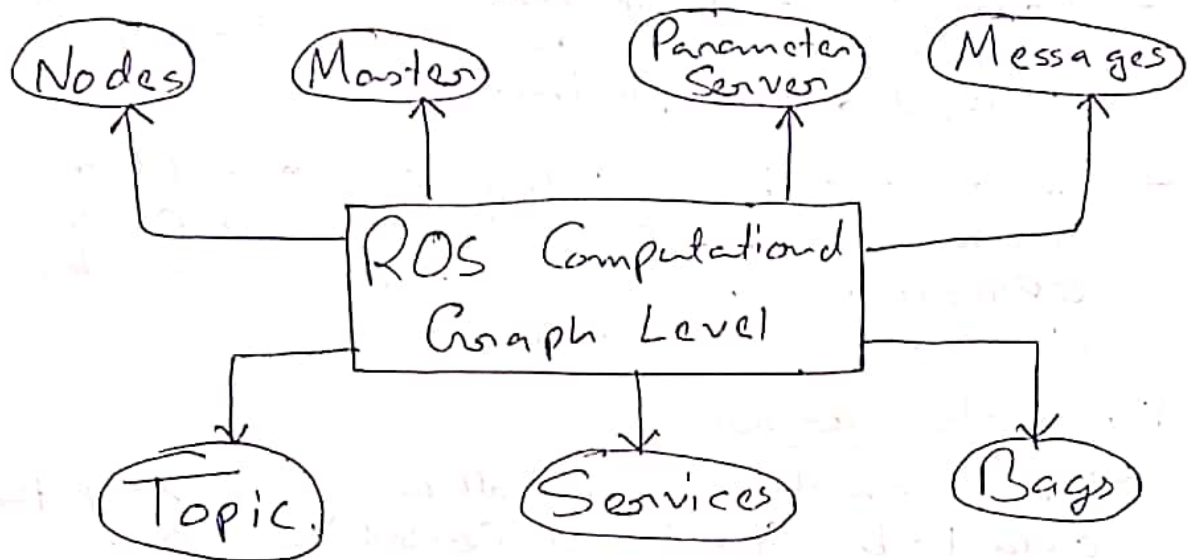 Nodes
Master
Parameter
Server
Messages
ROS Computational
Graph Level
Topic.
Services
Bags